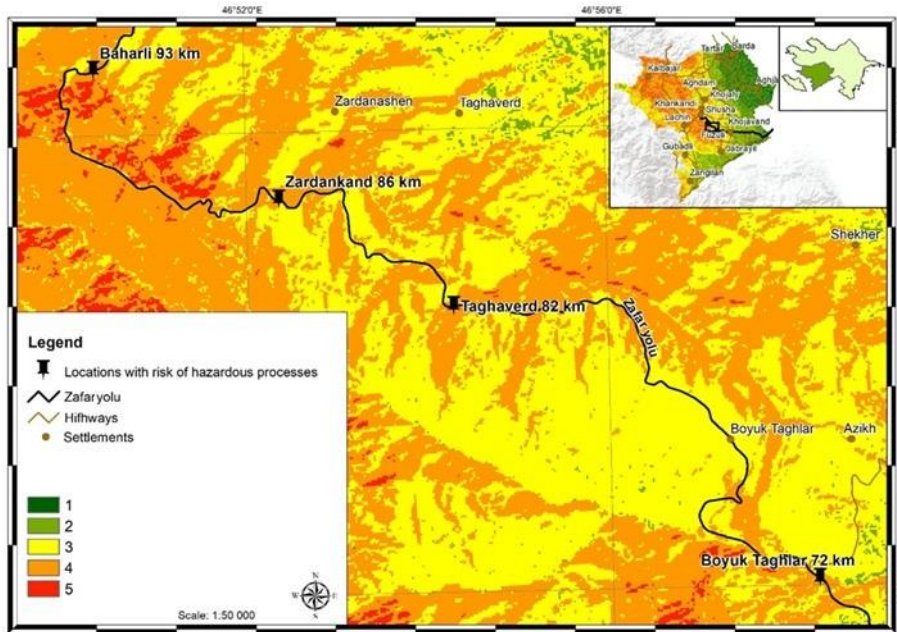 46°52'0"E
46°56'0"E
Baharli 93 km
Zardanashen
Taghaverd
Zardankand 86 km
Shekher
Taghaverd 82 km
Zafar yolu
Boyuk Taghlar
Azikh
Boyuk Taghlar 72 km
Tartar
Barda
Kalbajar
Aghdam
Khojaly
Khankandi
Shusha
Lachin
Khojavand
Fuzuli
Gubadli
Jabrayil
Zangilan
Legend
Locations with risk of hazardous processes
Zafaryolu
Hifhways
Settlements
1
2
3
4
5
N
W
E
S
Scale: 1:50 000